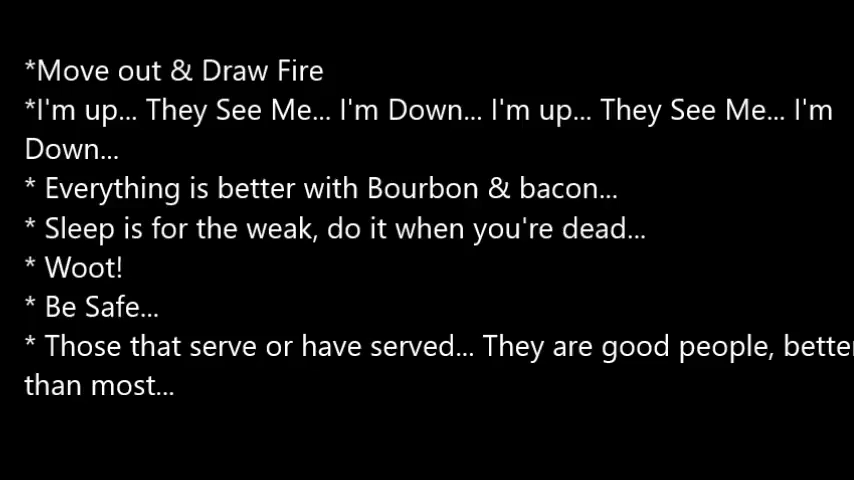 *Move out & Draw Fire
*I'm up... They See Me... I'm Down... I'm up... They See Me... I'm
Down...
* Everything is better with Bourbon & bacon...
* Sleep is for the weak, do it when you're dead...
* Woot!
* Be Safe...
* Those that serve or have served... They are good people, better
than most...